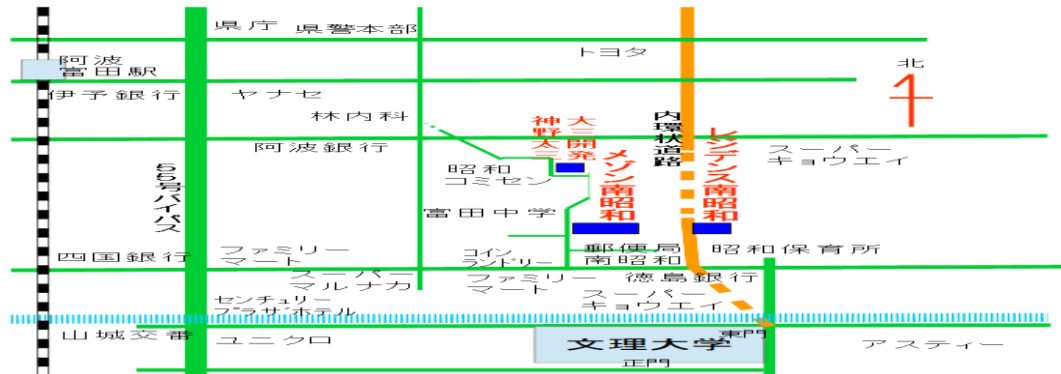 県庁
県警本部
トヨタ
阿波
富田駅
北
伊予銀行
ヤナセ
林内科
神野太三
大三開発
内環状道路
レジデンス南昭和
メゾン南昭和
阿波銀行
スーパー
キョウエイ
昭和
コミセン
55号バイパス
富田中学
四国銀行
ファミリー
マート
コイン
ランドリー
郵便局
南昭和
昭和保育所
スーパー
マルナカ
ファミリー
マート
徳島銀行
スーパー
キョウエイ
センチュリー
プラザホテル
山城交番
ユニクロ
文理大学
東門
正門
アスティー